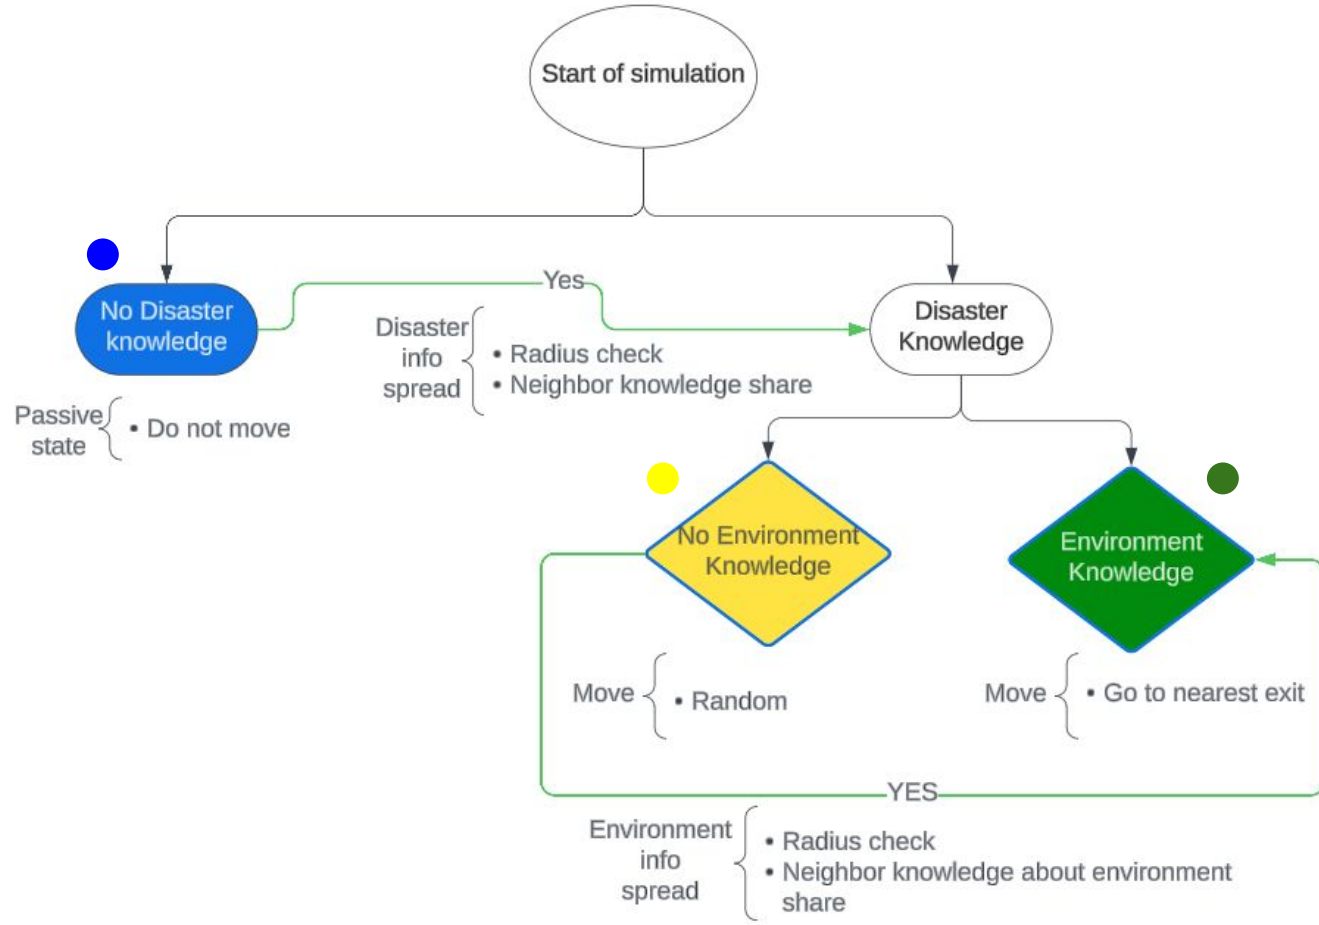 Start of simulation
No Disaster
knowledge
Yes
Disaster
Knowledge
Disaster
info
spread
• Radius check
• Neighbor knowledge share
Passive
state
• Do not move
No Environment
Knowledge
Environment
Knowledge
Move
• Random
Move
• Go to nearest exit
YES
Environment
info
spread
• Radius check
• Neighbor knowledge about environment
share